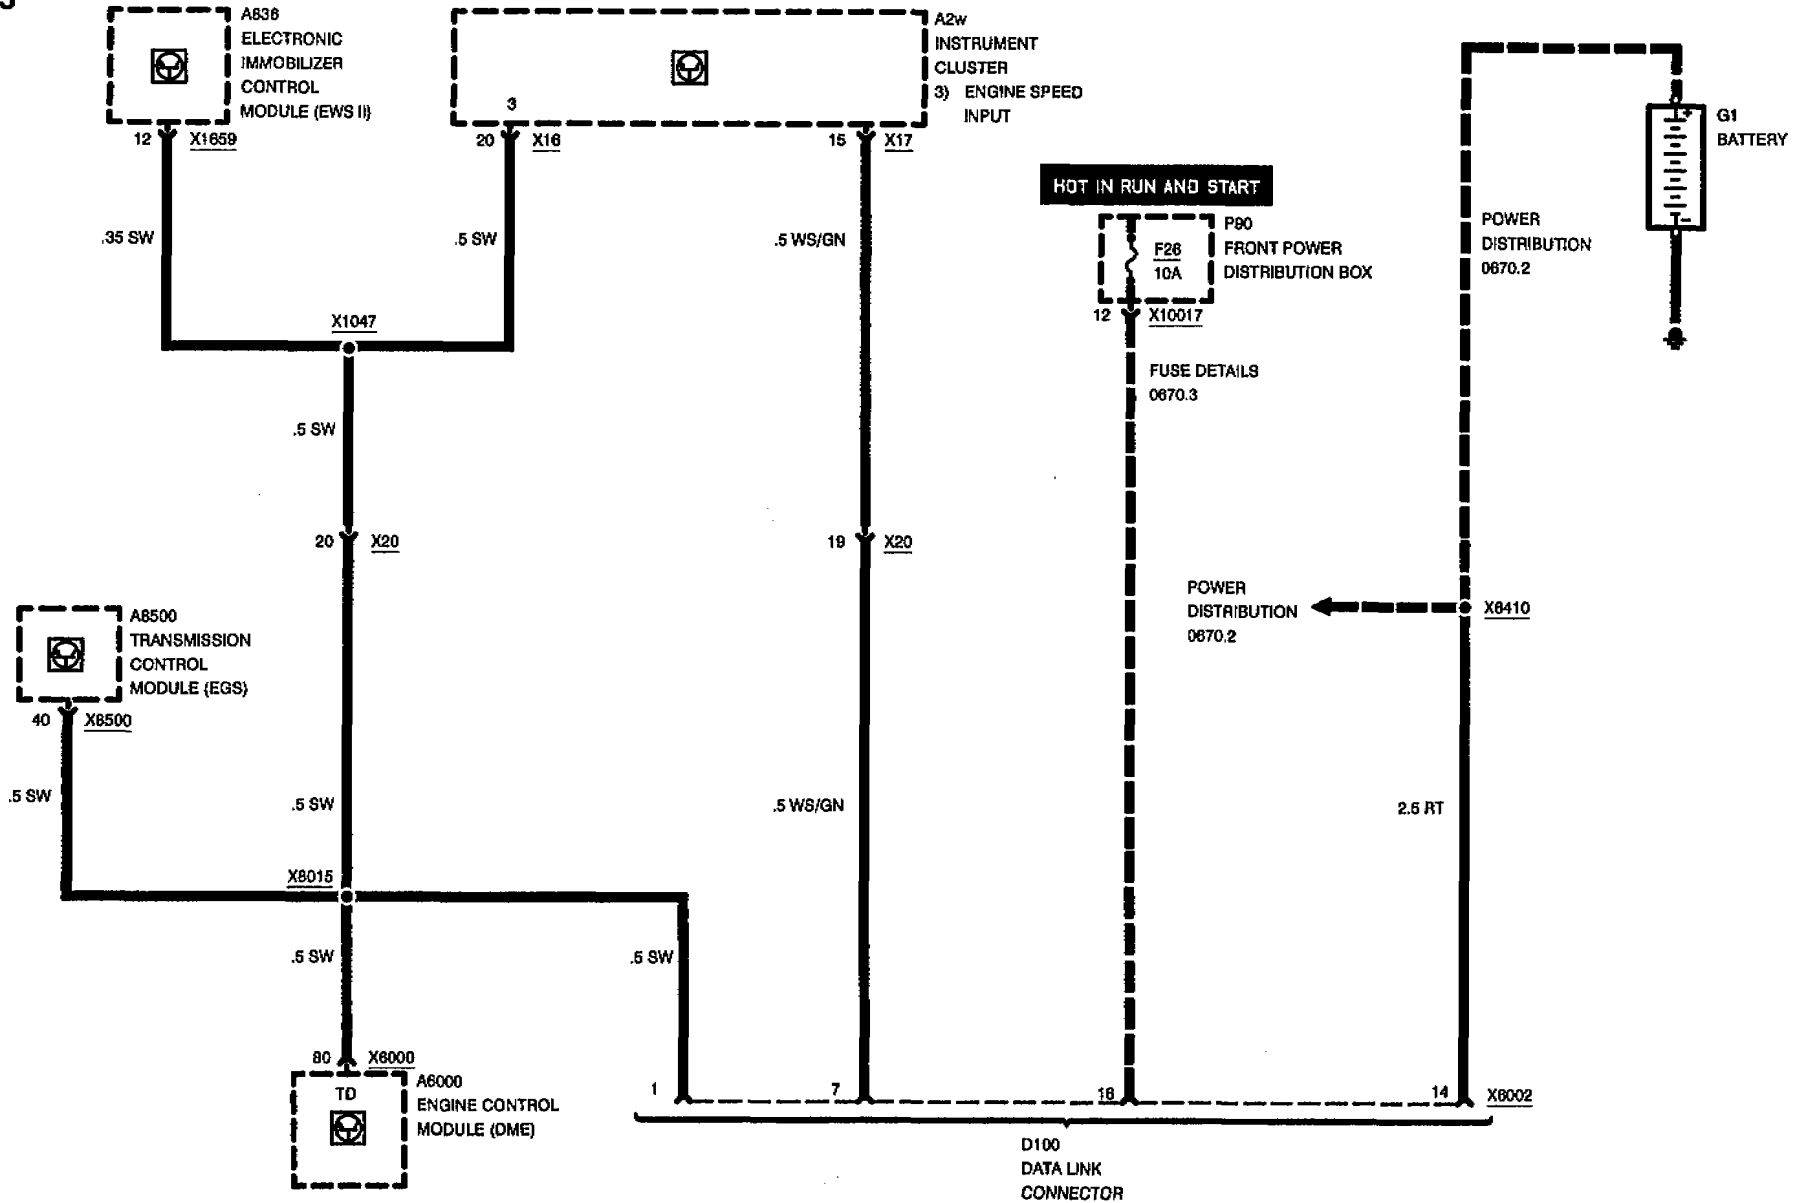 A836
ELECTRONIC
IMMOBILIZER
CONTROL
MODULE (EWS II)
12 X1659
3
A2w
INSTRUMENT
CLUSTER
3) ENGINE SPEED
INPUT
20 X16
15 X17
G1
BATTERY
+
-
HOT IN RUN AND START
F26
10A
P90
FRONT POWER
DISTRIBUTION BOX
12 X10017
FUSE DETAILS
0670.3
POWER
DISTRIBUTION
0670.2
.35 SW
.5 SW
.5 WS/GN
X1047
.5 SW
20 X20
19 X20
POWER
DISTRIBUTION
0670.2
X6410
A8500
TRANSMISSION
CONTROL
MODULE (EGS)
40 X8500
.5 SW
.5 SW
.5 WS/GN
2.5 RT
X8015
.5 SW
.5 SW
80 X6000
TD
A6000
ENGINE CONTROL
MODULE (DME)
1
7
16
14 X6002
D100
DATA LINK
CONNECTOR